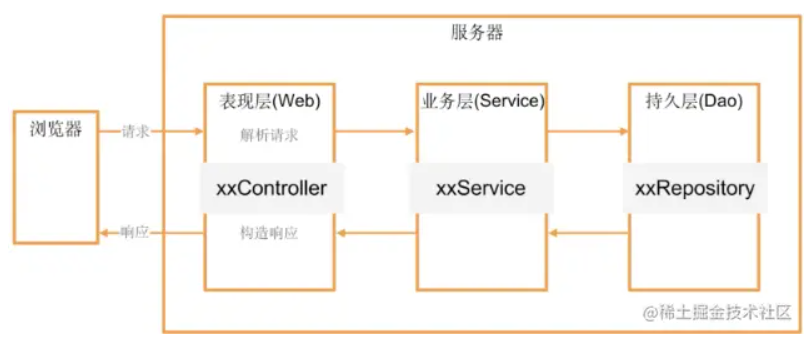 服务器
表现层(Web)
业务层(Service)
持久层(Dao)
浏览器
请求
解析请求
xxController
xxService
xxRepository
响应
构造响应
@稀土掘金技术社区